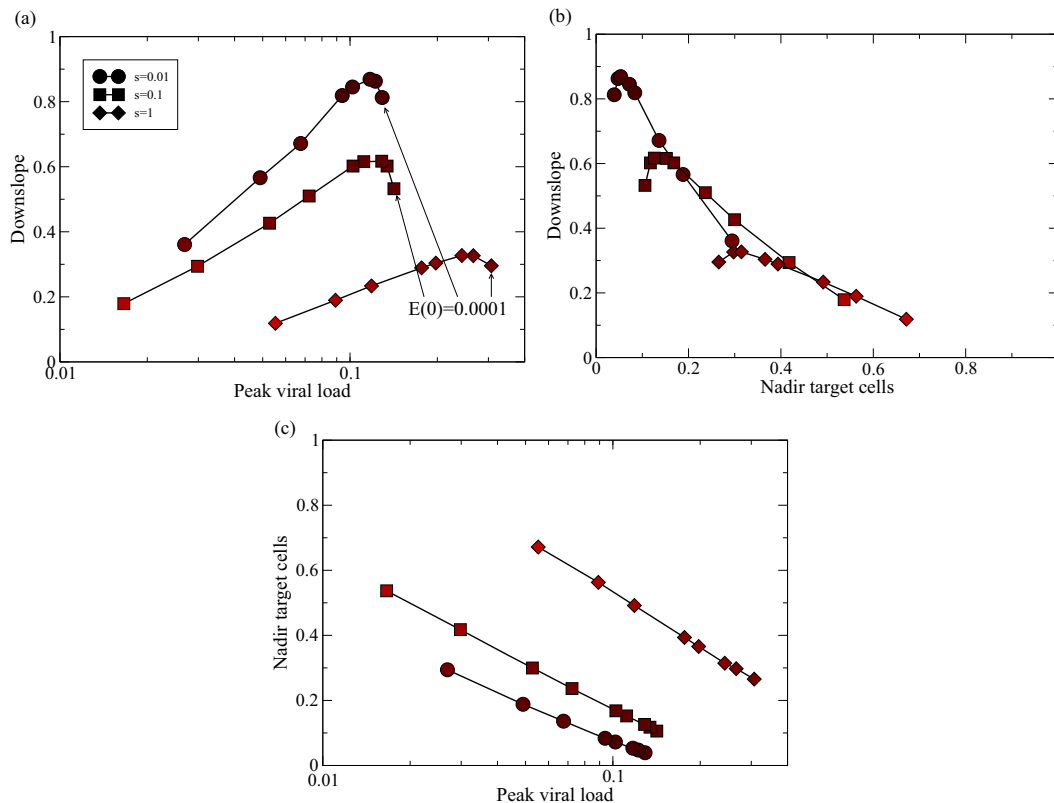 (a)
1
0.8
0.6
0.4
0.2
0
Downslope
s=0.01
s=0.1
s=1
E(0)=0.0001
0.01
0.1
Peak viral load
(b)
1
0.8
0.6
0.4
0.2
0
Downslope
0
0.2
0.4
0.6
0.8
Nadir target cells
(c)
1
0.8
0.6
0.4
0.2
0
Nadir target cells
0.01
0.1
Peak viral load